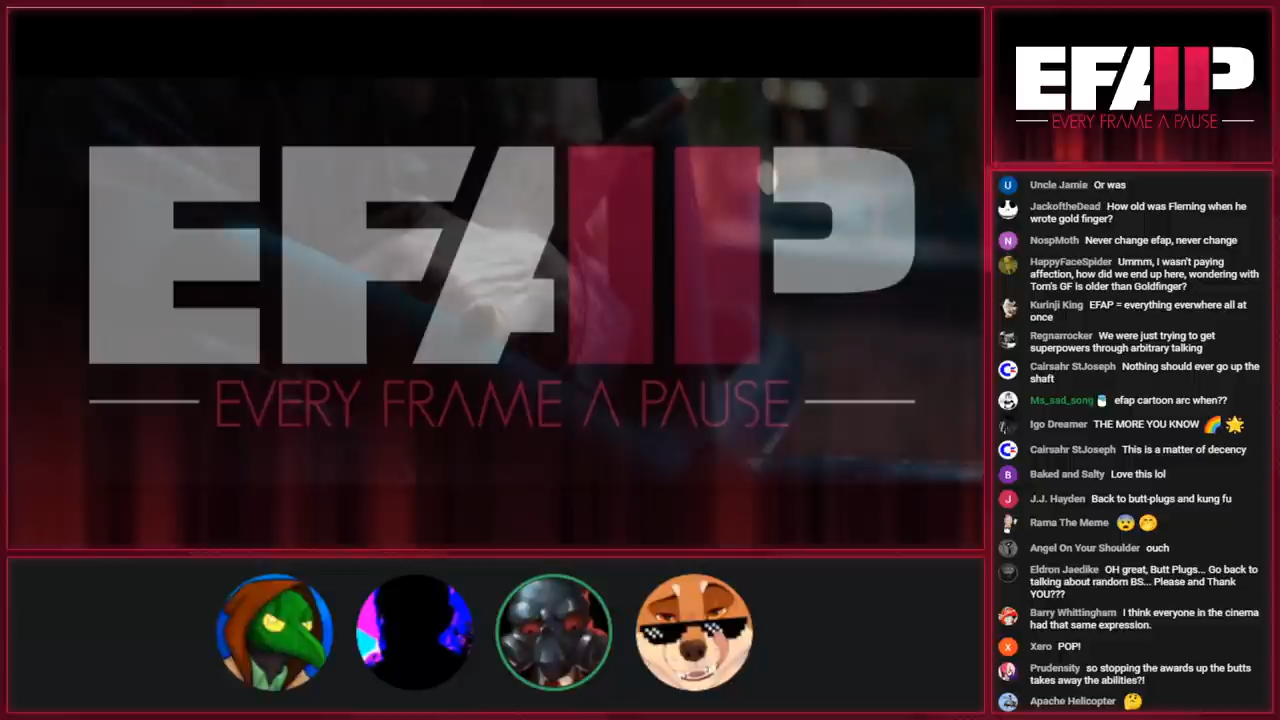 EFAP
EVERY FRAME A PAUSE
EFAP
EVERY FRAME A PAUSE
U
Uncle Jamie Or was
JackoftheDead How old was Fleming when he
wrote gold finger?
N
NospMoth Never change efap, never change
HappyFaceSpider Ummm, I wasn't paying
affection, how did we end up here, wondering with
Tom's GF is older than Goldfinger?
Kurinji King EFAP = everything everwhere all at
once
Regnarrocker We were just trying to get
superpowers through arbitrary talking
Cairsahr StJoseph Nothing should ever go up the
shaft
Ms_sad_song efap cartoon arc when??
Igo Dreamer THE MORE YOU KNOW 🌈 🌟
Cairsahr StJoseph This is a matter of decency
B
Baked and Salty Love this lol
J
J.J. Hayden Back to butt-plugs and kung fu
Rama The Meme 😨 🤭
Angel On Your Shoulder ouch
Eldron Jaedike OH great, Butt Plugs... Go back to
talking about random BS... Please and Thank
YOU???
Barry Whittingham I think everyone in the cinema
had that same expression.
X
Xero POP!
Prudensity so stopping the awards up the butts
takes away the abilities?!
Apache Helicopter 🤔